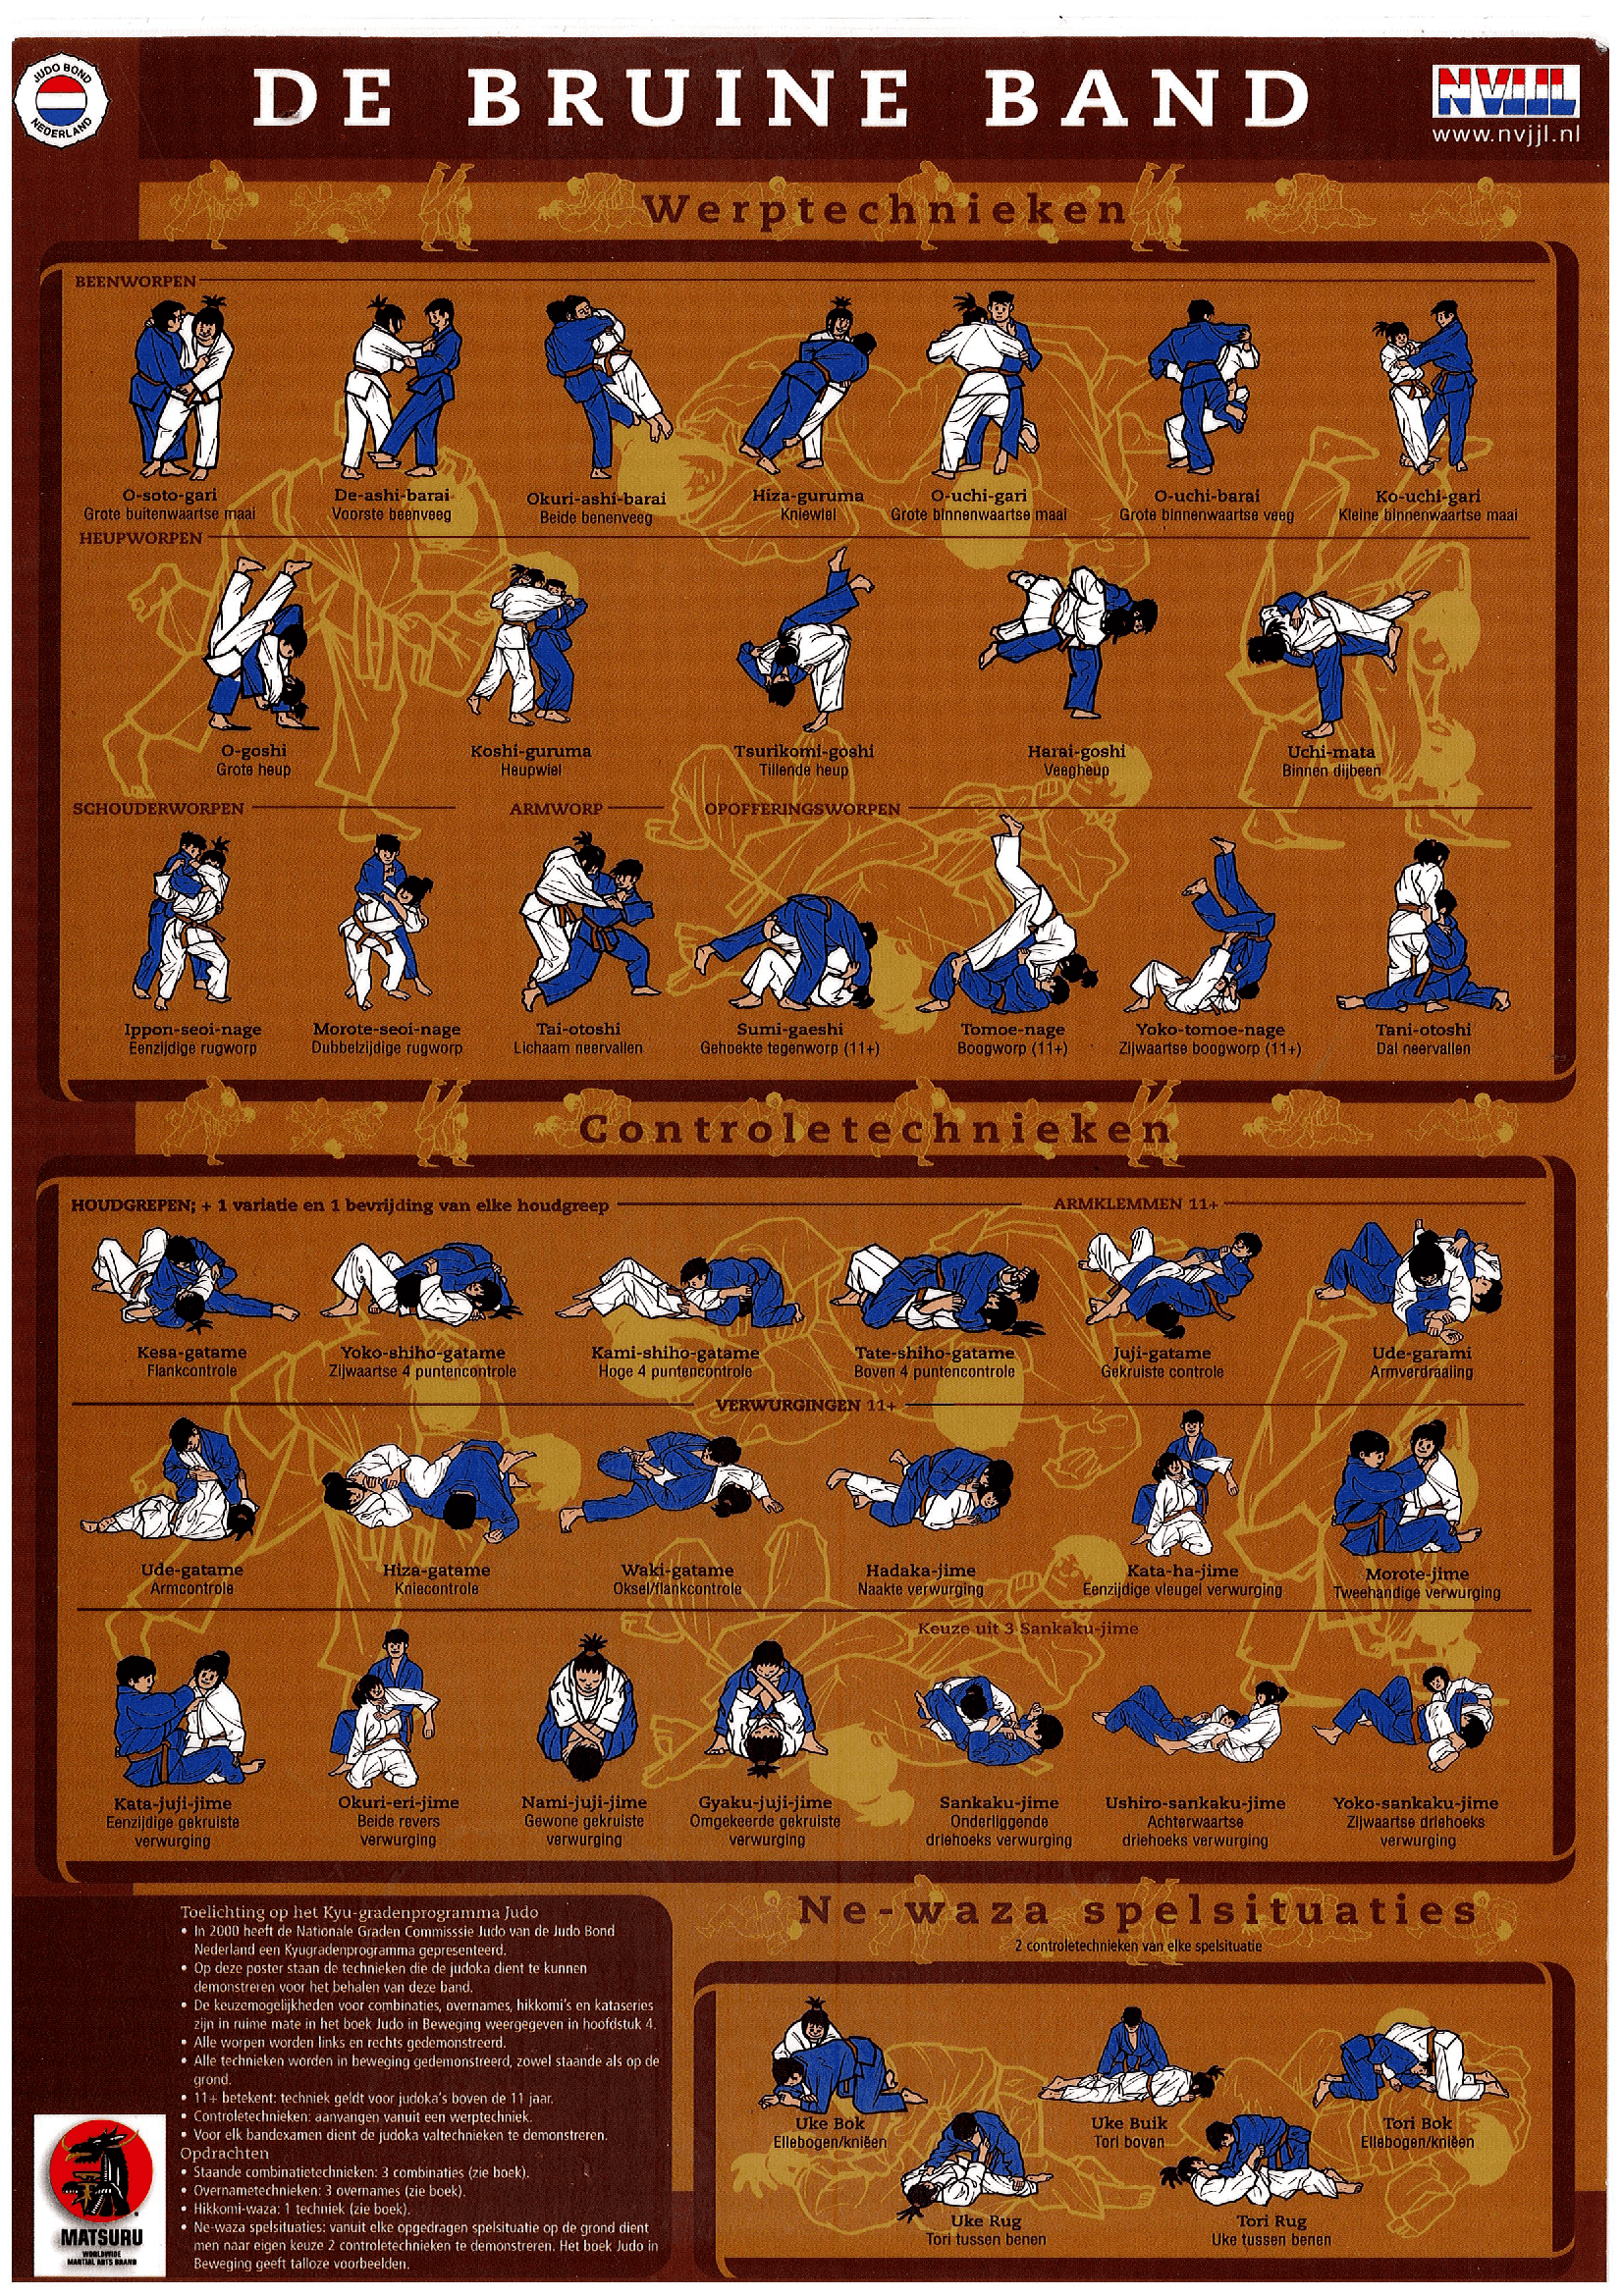 JUDO BOND
NEDERLAND
DE BRUINE BAND
NVJJL
www.nvjjl.nl
Werptechnieken
BEENWORPEN
O-soto-gari
Grote buitenwaartse maai
De-ashi-barai
Voorste beenveeg
Okuri-ashi-barai
Beide benenveeg
Hiza-guruma
Kniewiel
O-uchi-gari
Grote binnenwaartse maai
O-uchi-barai
Grote binnenwaartse veeg
Ko-uchi-gari
Kleine binnenwaartse maai
HEUPWORPEN
O-goshi
Grote heup
Koshi-guruma
Heupwiel
Tsurikomi-goshi
Tillende heup
Harai-goshi
Veegheup
Uchi-mata
Binnen dijbeen
SCHOUDERWORPEN
ARMWORP
OPOFFERINGSWORPEN
Ippon-seoi-nage
Eenzijdige rugworp
Morote-seoi-nage
Dubbelzijdige rugworp
Tai-otoshi
Lichaam neervallen
Sumi-gaeshi
Gehoekte tegenworp (11+)
Tomoe-nage
Boogworp (11+)
Yoko-tomoe-nage
Zijwaartse boogworp (11+)
Tani-otoshi
Dal neervallen
Controletechnieken
HOUDGREPEN; + 1 variatie en 1 bevrijding van elke houdgreep
ARMKLEMMEN 11+
Kesa-gatame
Flankcontrole
Yoko-shiho-gatame
Zijwaartse 4 puntencontrole
Kami-shiho-gatame
Hoge 4 puntencontrole
Tate-shiho-gatame
Boven 4 puntencontrole
Juji-gatame
Gekruiste controle
Ude-garami
Armverdraaiing
VERWURGINGEN 11+
Ude-gatame
Armcontrole
Hiza-gatame
Kniecontrole
Waki-gatame
Oksel/flankcontrole
Hadaka-jime
Naakte verwurging
Kata-ha-jime
Eenzijdige vleugel verwurging
Morote-jime
Tweehandige verwurging
Keuze uit 3 Sankaku-jime
Kata-juji-jime
Eenzijdige gekruiste
verwurging
Okuri-eri-jime
Beide revers
verwurging
Nami-juji-jime
Gewone gekruiste
verwurging
Gyaku-juji-jime
Omgekeerde gekruiste
verwurging
Sankaku-jime
Onderliggende
driehoeks verwurging
Ushiro-sankaku-jime
Achterwaartse
driehoeks verwurging
Yoko-sankaku-jime
Zijwaartse driehoeks
verwurging
Toelichting op het Kyu-gradenprogramma Judo
• In 2000 heeft de Nationale Graden Commisssie Judo van de Judo Bond
Nederland een Kyugradenprogramma gepresenteerd.
• Op deze poster staan de technieken die de judoka dient te kunnen
demonstreren voor het behalen van deze band.
• De keuzemogelijkheden voor combinaties, overnames, hikkomi's en kataseries
zijn in ruime mate in het boek Judo in Beweging weergegeven in hoofdstuk 4.
• Alle worpen worden links en rechts gedemonstreerd.
• Alle technieken worden in beweging gedemonstreerd, zowel staande als op de
grond.
• 11+ betekent: techniek geldt voor judoka's boven de 11 jaar.
• Controletechnieken: aanvangen vanuit een werptechniek.
• Voor elk bandexamen dient de judoka valtechnieken te demonstreren.
Opdrachten
• Staande combinatietechnieken: 3 combinaties (zie boek).
• Overnametechnieken: 3 overnames (zie boek).
• Hikkomi-waza: 1 techniek (zie boek).
• Ne-waza spelsituaties: vanuit elke opgedragen spelsituatie op de grond dient
men naar eigen keuze 2 controletechnieken te demonstreren. Het boek Judo in
Beweging geeft talloze voorbeelden.
MATSURU
WORLDWIDE
MARTIAL ARTS BRAND
Ne-waza spelsituaties
2 controletechnieken van elke spelsituatie
Uke Bok
Ellebogen/knieën
Uke Buik
Tori boven
Tori Bok
Ellebogen/knieën
Uke Rug
Tori tussen benen
Tori Rug
Uke tussen benen